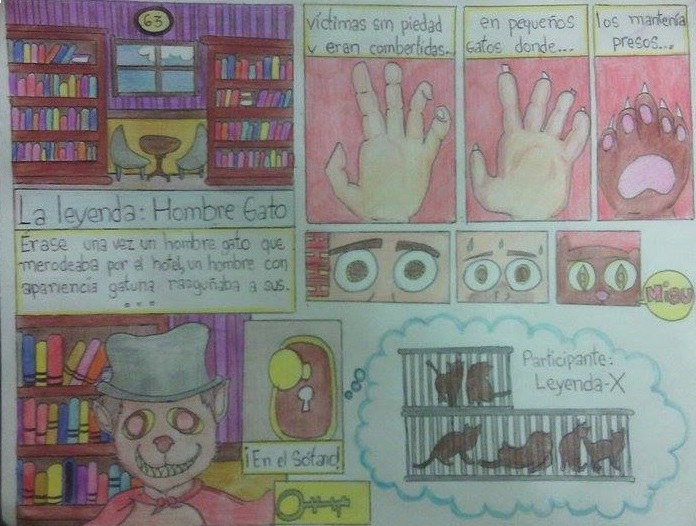 63
La leyenda: Hombre Gato
Érase una vez un hombre gato que
merodeaba por el hotel, un hombre con
apariencia gatuna rasguñaba a sus.
...
víctimas sin piedad
y eran combertidas...
en pequeños
Gatos donde...
los mantenía
presos...
Miau
¡En el Sótano!
Participante:
Leyenda-X